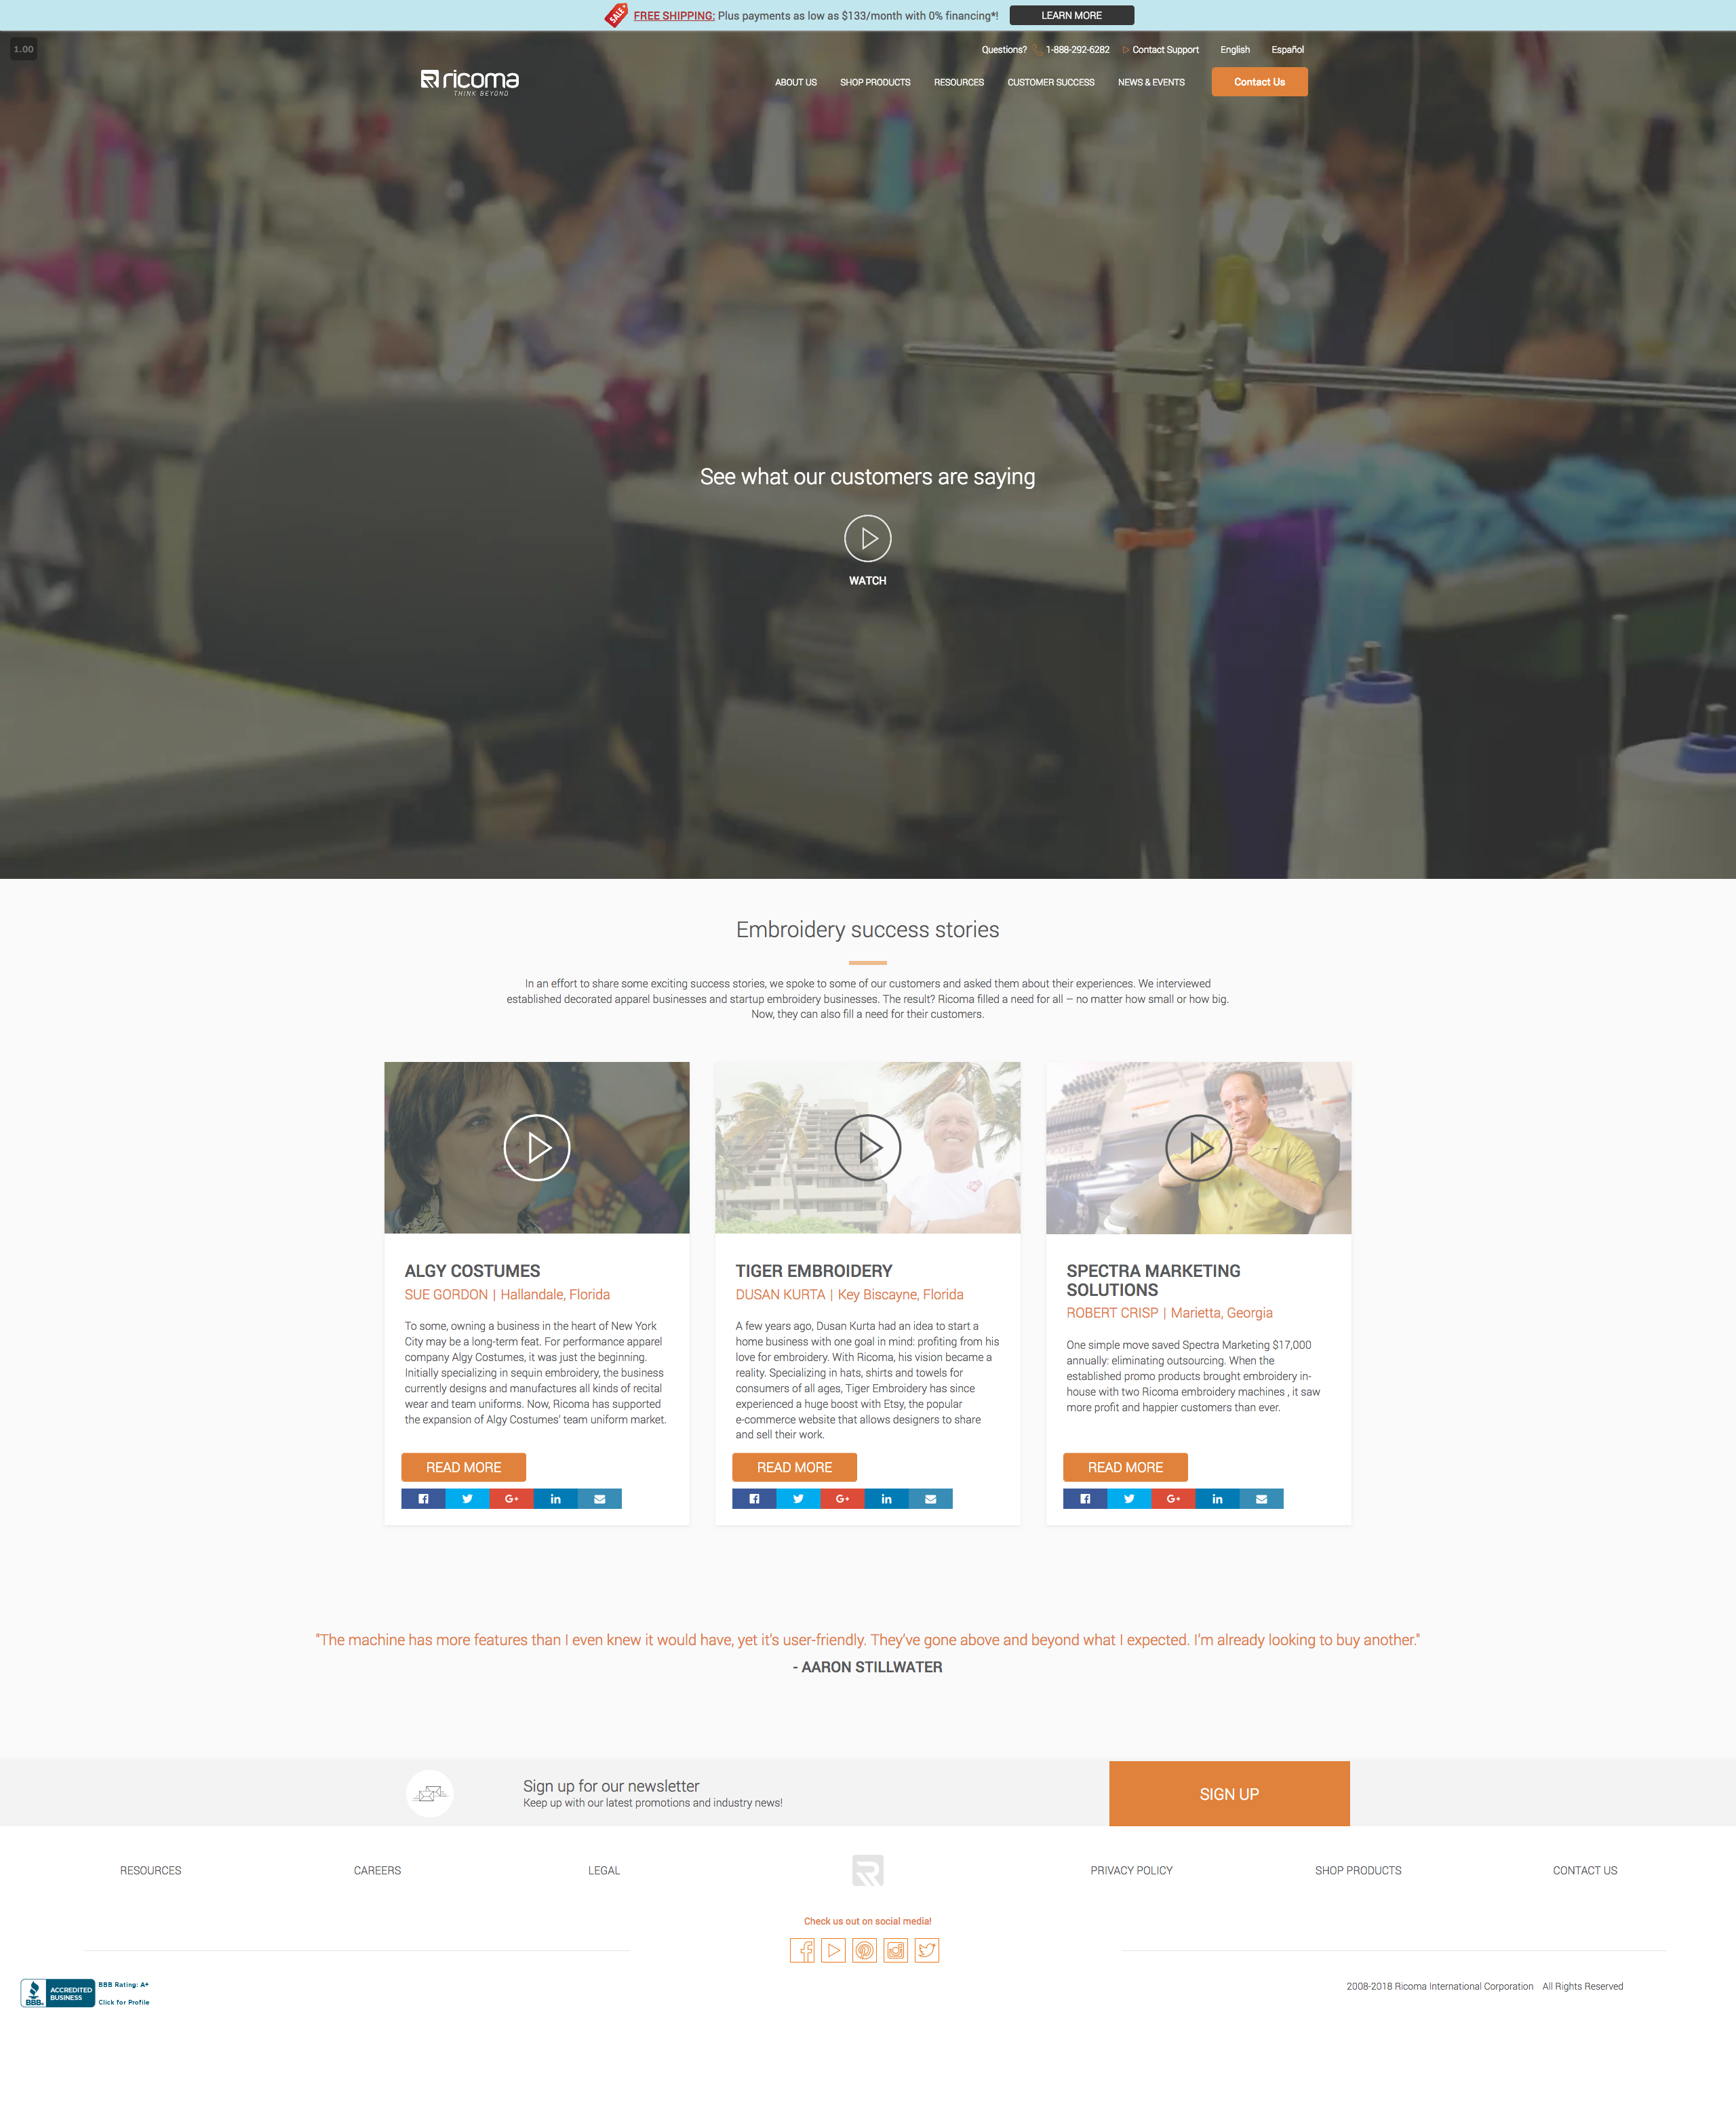 SALE
FREE SHIPPING: Plus payments as low as $133/month with 0% financing*!
LEARN MORE
1.00
Questions? 1-888-292-6282 Contact Support English Español
ricoma
THINK BEYOND
ABOUT US SHOP PRODUCTS RESOURCES CUSTOMER SUCCESS NEWS & EVENTS Contact Us
See what our customers are saying
WATCH
Embroidery success stories
In an effort to share some exciting success stories, we spoke to some of our customers and asked them about their experiences. We interviewed
established decorated apparel businesses and startup embroidery businesses. The result? Ricoma filled a need for all – no matter how small or how big.
Now, they can also fill a need for their customers.
ALGY COSTUMES
SUE GORDON | Hallandale, Florida
To some, owning a business in the heart of New York
City may be a long-term feat. For performance apparel
company Algy Costumes, it was just the beginning.
Initially specializing in sequin embroidery, the business
currently designs and manufactures all kinds of recital
wear and team uniforms. Now, Ricoma has supported
the expansion of Algy Costumes' team uniform market.
READ MORE
TIGER EMBROIDERY
DUSAN KURTA | Key Biscayne, Florida
A few years ago, Dusan Kurta had an idea to start a
home business with one goal in mind: profiting from his
love for embroidery. With Ricoma, his vision became a
reality. Specializing in hats, shirts and towels for
consumers of all ages, Tiger Embroidery has since
experienced a huge boost with Etsy, the popular
e-commerce website that allows designers to share
and sell their work.
READ MORE
SPECTRA MARKETING
SOLUTIONS
ROBERT CRISP | Marietta, Georgia
One simple move saved Spectra Marketing $17,000
annually: eliminating outsourcing. When the
established promo products brought embroidery in-
house with two Ricoma embroidery machines , it saw
more profit and happier customers than ever.
READ MORE
"The machine has more features than I even knew it would have, yet it's user-friendly. They've gone above and beyond what I expected. I'm already looking to buy another."
- AARON STILLWATER
Sign up for our newsletter
Keep up with our latest promotions and industry news!
SIGN UP
RESOURCES CAREERS LEGAL PRIVACY POLICY SHOP PRODUCTS CONTACT US
Check us out on social media!
BBB.
ACCREDITED
BUSINESS
BBB Rating: A+
Click for Profile
2008-2018 Ricoma International Corporation All Rights Reserved